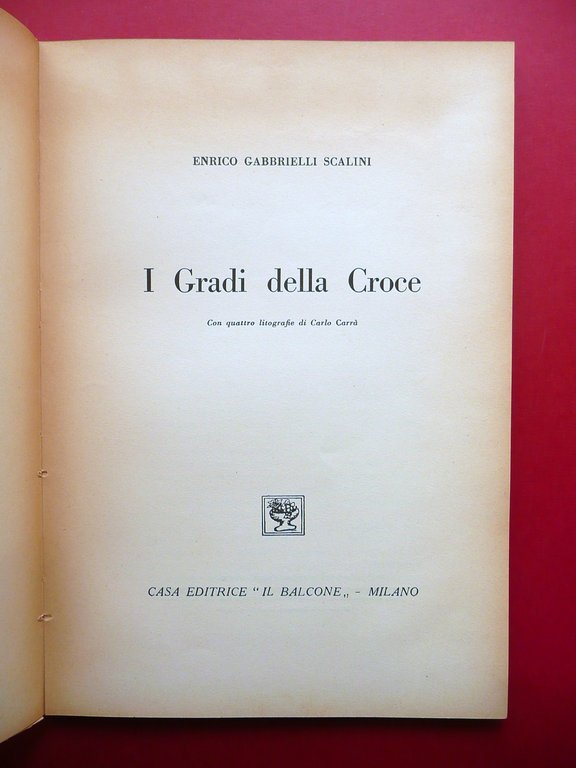 ENRICO GABBRIELLI SCALINI
I Gradi della Croce
Con quattro litografie di Carlo Carrà
CASA EDITRICE "IL BALCONE„ - MILANO